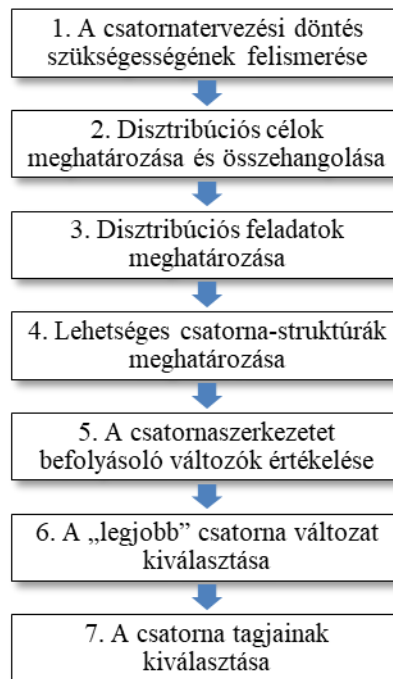 1. A csatornatervezési döntés
szükségességének felismerése
2. Disztribúciós célok
meghatározása és összehangolása
3. Disztribúciós feladatok
meghatározása
4. Lehetséges csatorna-struktúrák
meghatározása
5. A csatornaszerkezetet
befolyásoló változók értékelése
6. A „legjobb” csatorna változat
kiválasztása
7. A csatorna tagjainak
kiválasztása